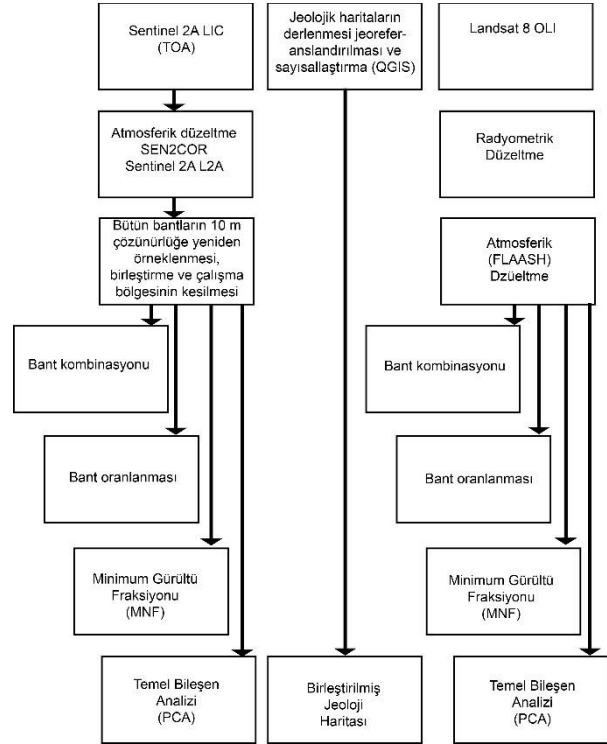 Sentinel 2A LIC
(TOA)
Atmosferik düzeltme
SEN2COR
Sentinel 2A L2A
Bütün bantların 10 m
çözünürlüğe yeniden
örneklenmesi,
birleştirme ve çalışma
bölgesinin kesilmesi
Bant kombinasyonu
Bant oranlanması
Minimum Gürültü
Fraksiyonu
(MNF)
Temel Bileşen
Analizi
(PCA)
Jeolojik haritaların
derlenmesi jeorefer-
anslandırılması ve
sayısallaştırma (QGIS)
Birleştirilmiş
Jeoloji
Haritası
Landsat 8 OLI
Radyometrik
Düzeltme
Atmosferik
(FLAASH)
Dzüeltme
Bant kombinasyonu
Bant oranlanması
Minimum Gürültü
Fraksiyonu
(MNF)
Temel Bileşen
Analizi
(PCA)